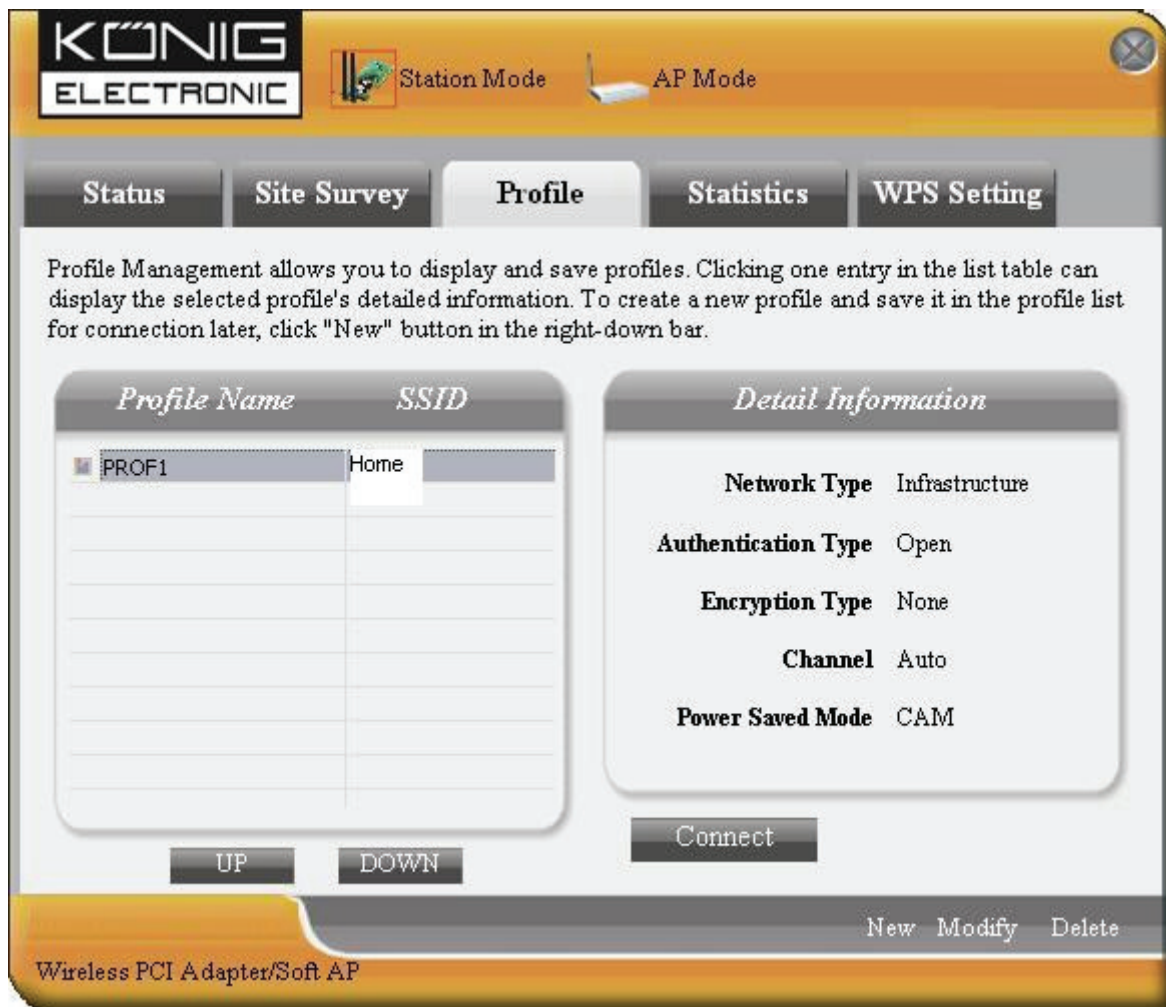 KÖNIG
ELECTRONIC
Station Mode AP Mode
Status Site Survey Profile Statistics WPS Setting
Profile Management allows you to display and save profiles. Clicking one entry in the list table can
display the selected profile's detailed information. To create a new profile and save it in the profile list
for connection later, click "New" button in the right-down bar.
Profile Name SSID
PROF1 Home
Detail Information
Network Type Infrastructure
Authentication Type Open
Encryption Type None
Channel Auto
Power Saved Mode CAM
UP DOWN
Connect
New Modify Delete
Wireless PCI Adapter/Soft AP